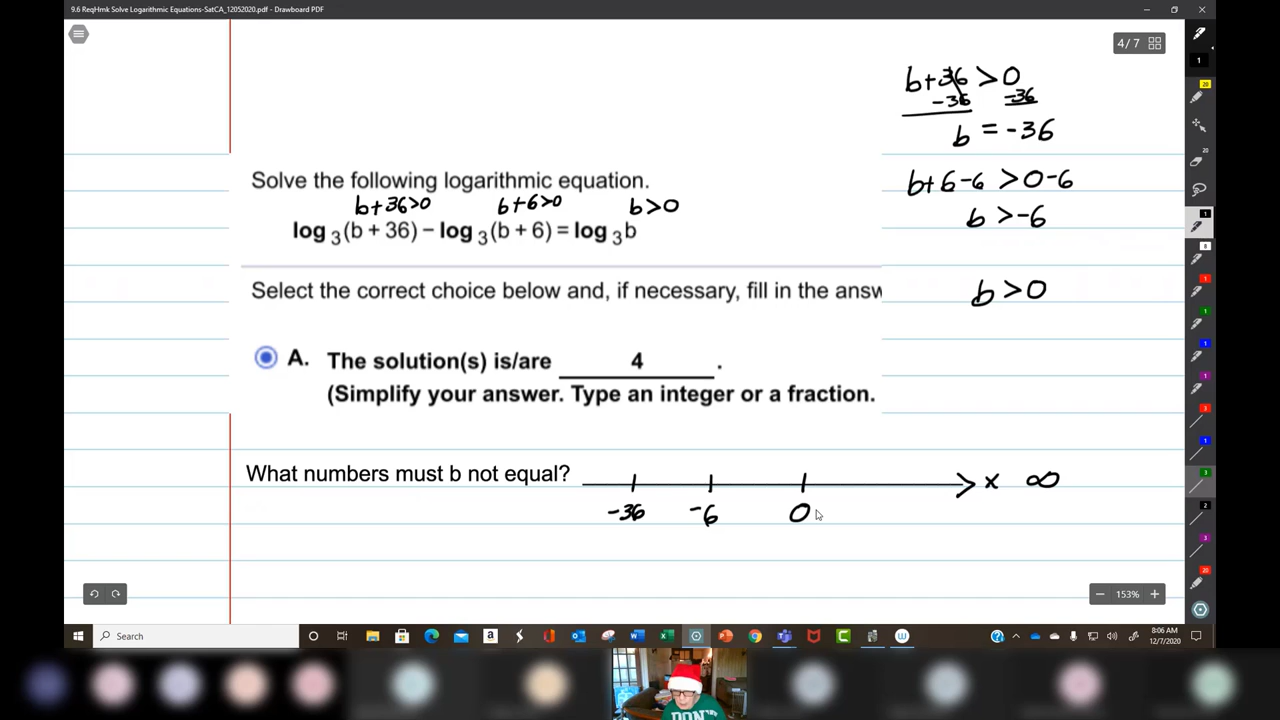 9.6 ReqHmk Solve Logarithmic Equations-SatCA_12052020.pdf - Drawboard PDF
4 / 7
b+36 > 0
-36 -36
b = -36
b+6-6 > 0-6
b > -6
b > 0
Solve the following logarithmic equation.
b+36>0 b+6>0 b>0
log 3(b + 36) − log 3(b + 6) = log 3b
Select the correct choice below and, if necessary, fill in the answ
A. The solution(s) is/are 4 .
(Simplify your answer. Type an integer or a fraction.
What numbers must b not equal? x ∞
-36 -6 0
153%
Search
8:06 AM
12/7/2020
DON'